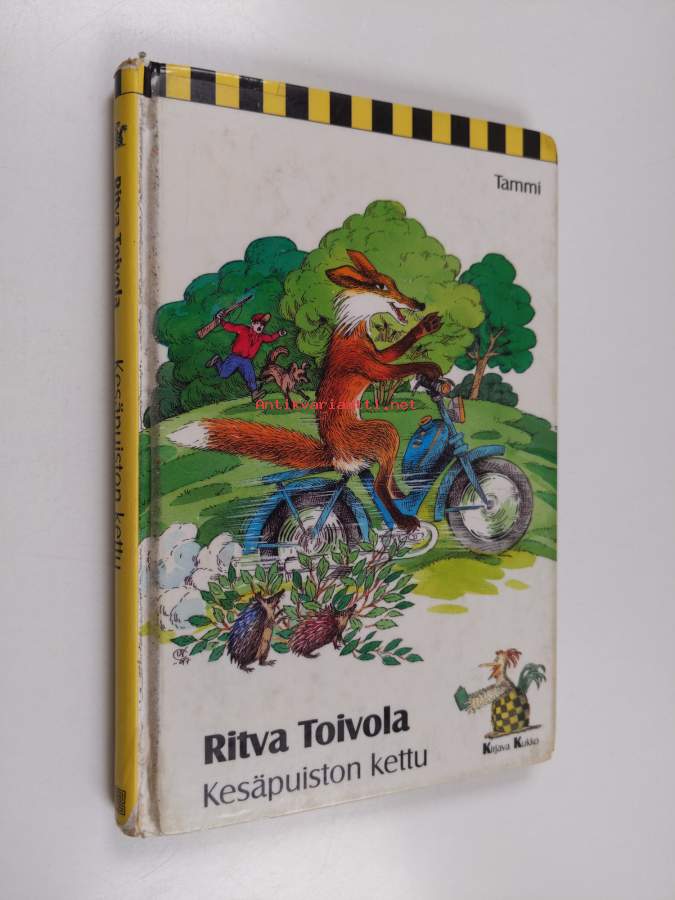 Tammi
Antikvariaatti.net
Ritva Toivola
Kesäpuiston kettu
Kirjava Kukko
Ritva Toivola Kesäpuiston kettu